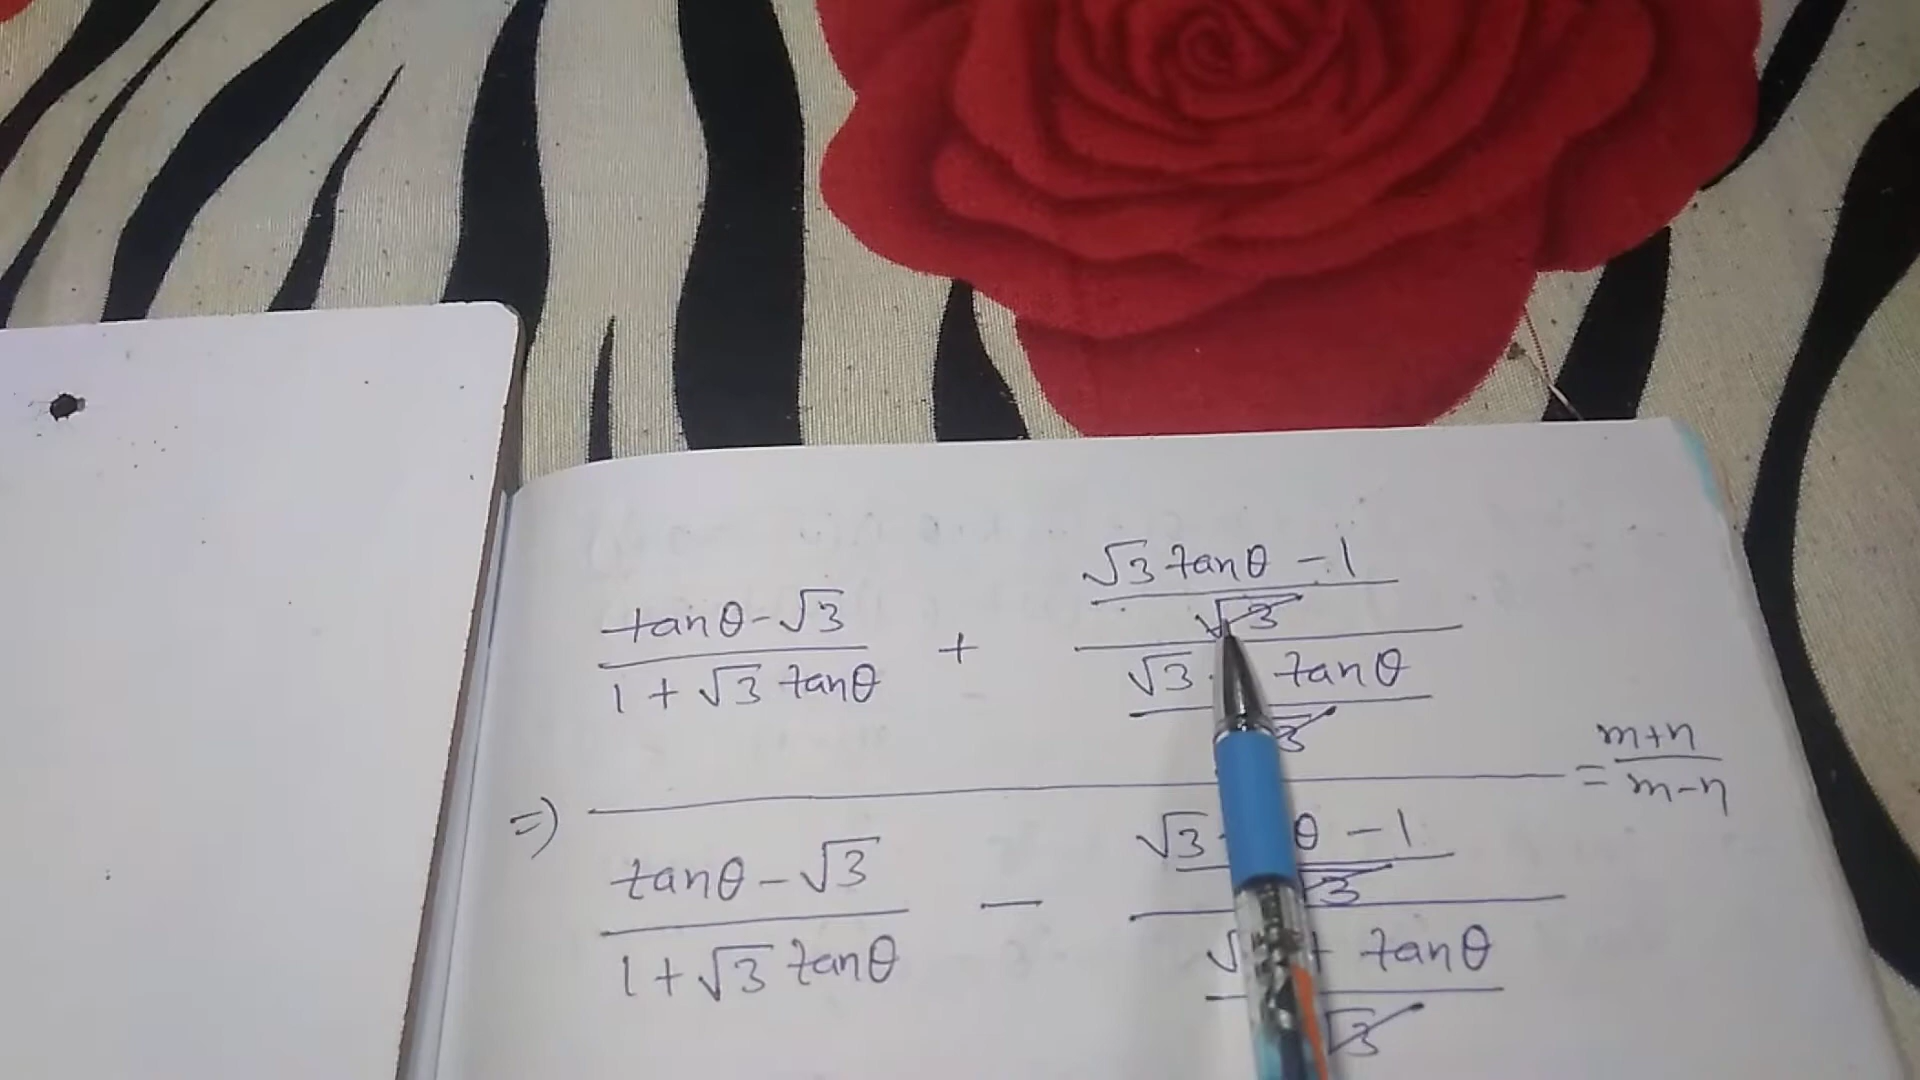 tanθ-√3 / 1+√3 tanθ + √3 tanθ -1 / √3 / √3 tanθ / 3
=) = m+n / m-n
tanθ-√3 / 1+√3 tanθ - √3 θ -1 / 3 / √ + tanθ / √3